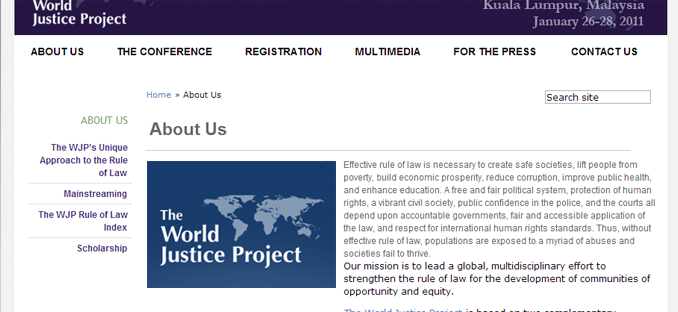 World
Justice Project
Kuala Lumpur, Malaysia
January 26-28, 2011
ABOUT US THE CONFERENCE REGISTRATION MULTIMEDIA FOR THE PRESS CONTACT US
Home » About Us
Search site
ABOUT US
The WJP's Unique
Approach to the Rule
of Law
Mainstreaming
The WJP Rule of Law
Index
Scholarship
About Us
The
World
Justice Project
Effective rule of law is necessary to create safe societies, lift people from
poverty, build economic prosperity, reduce corruption, improve public health,
and enhance education. A free and fair political system, protection of human
rights, a vibrant civil society, public confidence in the police, and the courts all
depend upon accountable governments, fair and accessible application of
the law, and respect for international human rights standards. Thus, without
effective rule of law, populations are exposed to a myriad of abuses and
societies fail to thrive.
Our mission is to lead a global, multidisciplinary effort to
strengthen the rule of law for the development of communities of
opportunity and equity.
The World Justice Project is based on two complementary